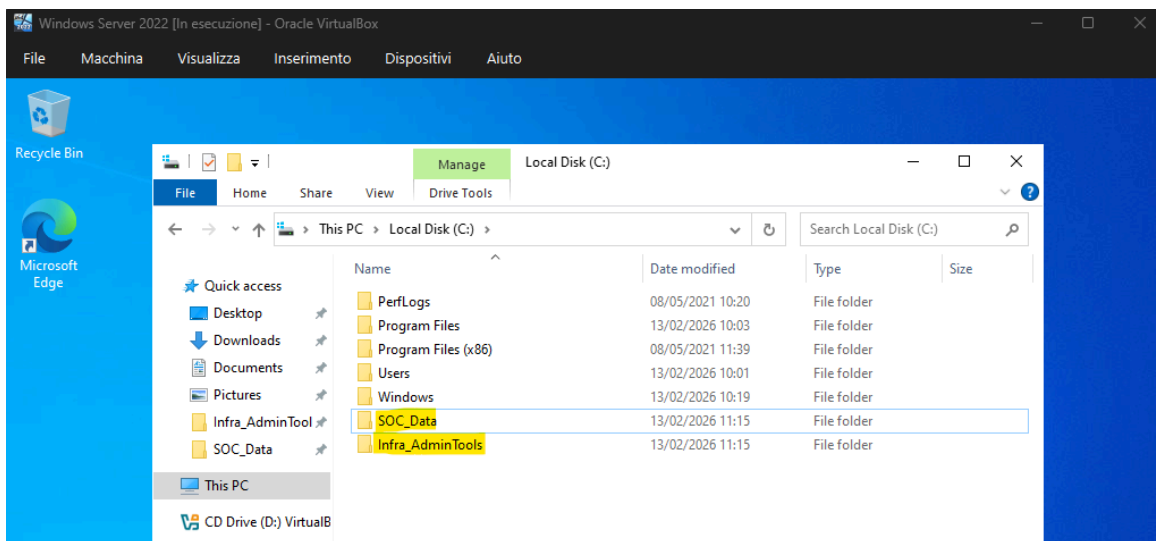 Windows Server 2022 [In esecuzione] - Oracle VirtualBox
File Macchina Visualizza Inserimento Dispositivi Aiuto
Recycle Bin
Microsoft
Edge
Manage Local Disk (C:)
File Home Share View Drive Tools
This PC > Local Disk (C:) >
Search Local Disk (C:)
Name Date modified Type Size
Quick access
Desktop
Downloads
Documents
Pictures
Infra_AdminTool
SOC_Data
This PC
CD Drive (D:) VirtualB
PerfLogs 08/05/2021 10:20 File folder
Program Files 13/02/2026 10:03 File folder
Program Files (x86) 08/05/2021 11:39 File folder
Users 13/02/2026 10:01 File folder
Windows 13/02/2026 10:19 File folder
SOC_Data 13/02/2026 11:15 File folder
Infra_AdminTools 13/02/2026 11:15 File folder